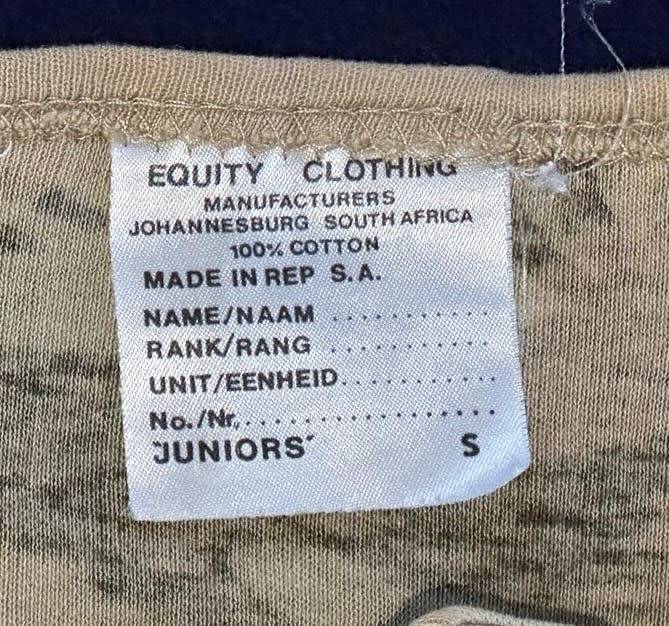 EQUITY CLOTHING
MANUFACTURERS
JOHANNESBURG SOUTH AFRICA
100% COTTON
MADE IN REP S.A.
NAME/NAAM ...........
RANK/RANG ...........
UNIT/EENHEID...........
No./Nr....................
"JUNIORS" S